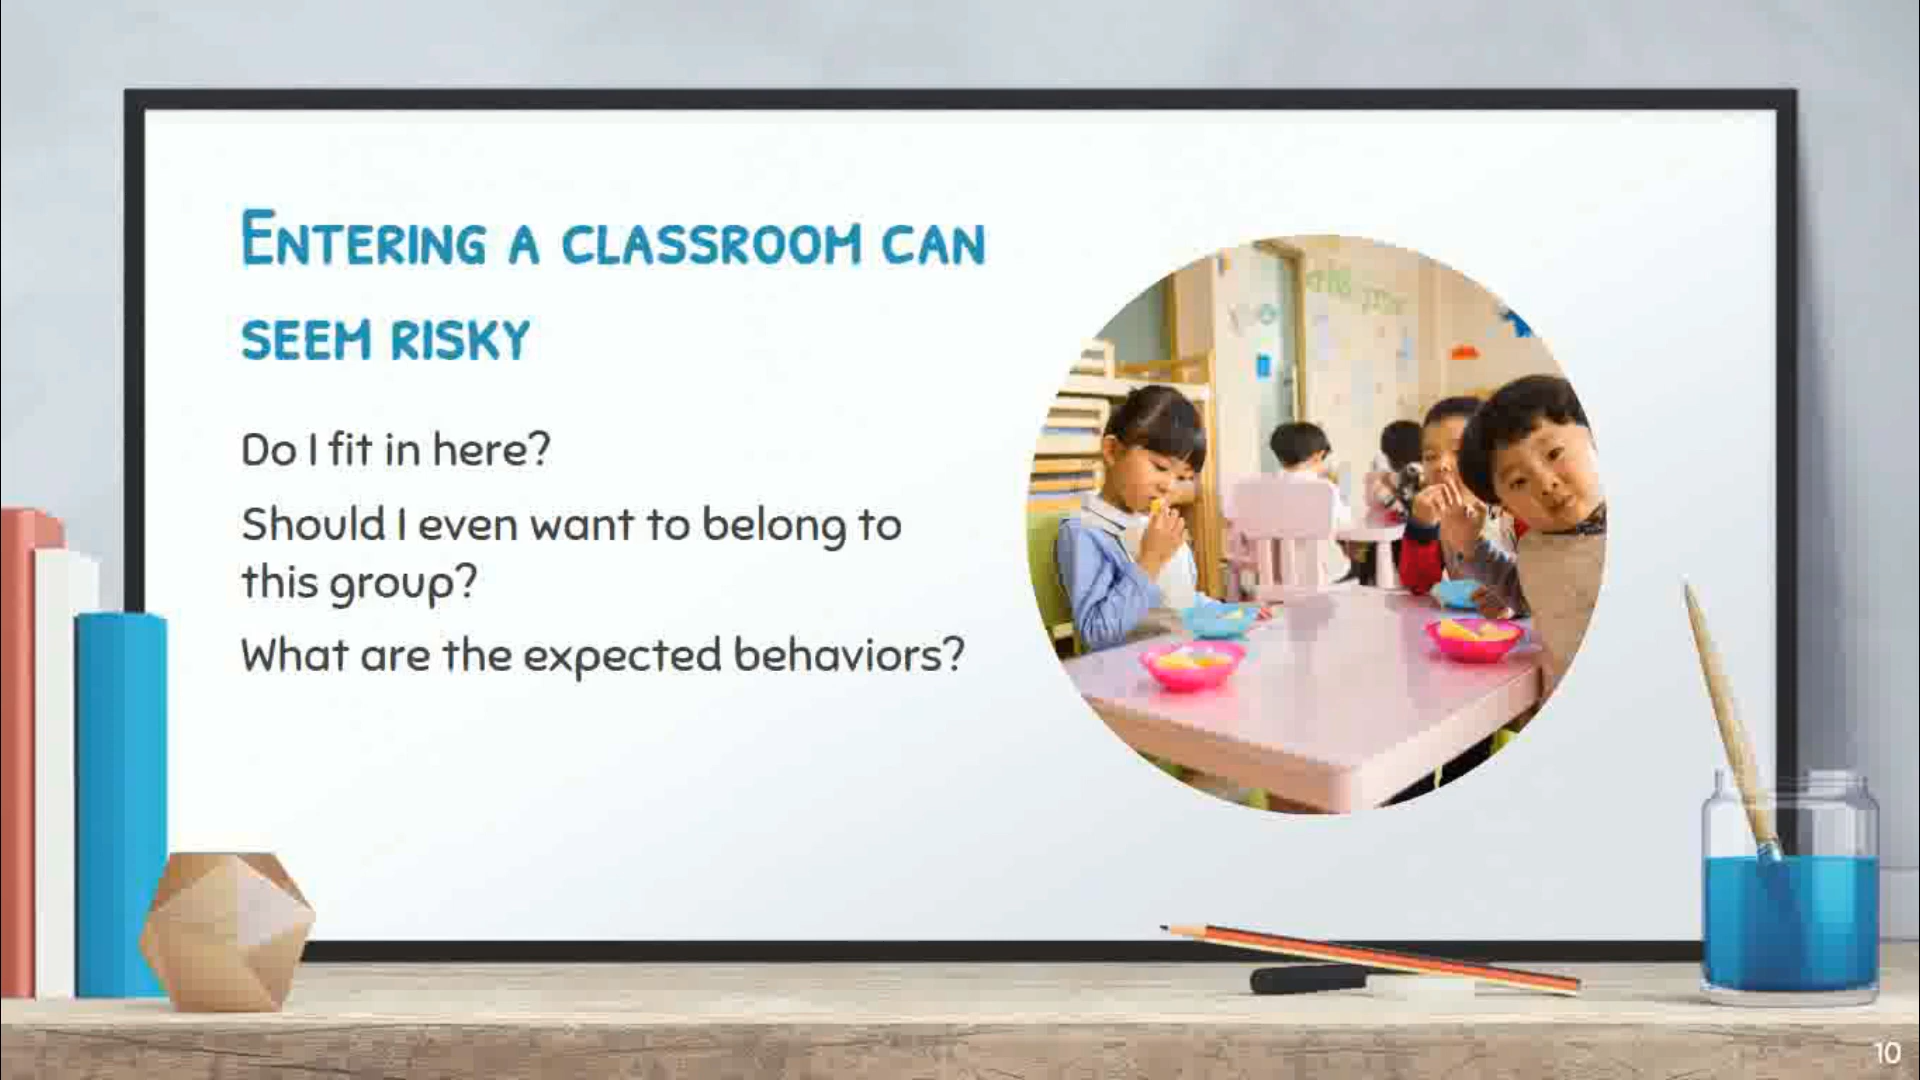 Entering a classroom can
seem risky
Do I fit in here?
Should I even want to belong to
this group?
What are the expected behaviors?
10